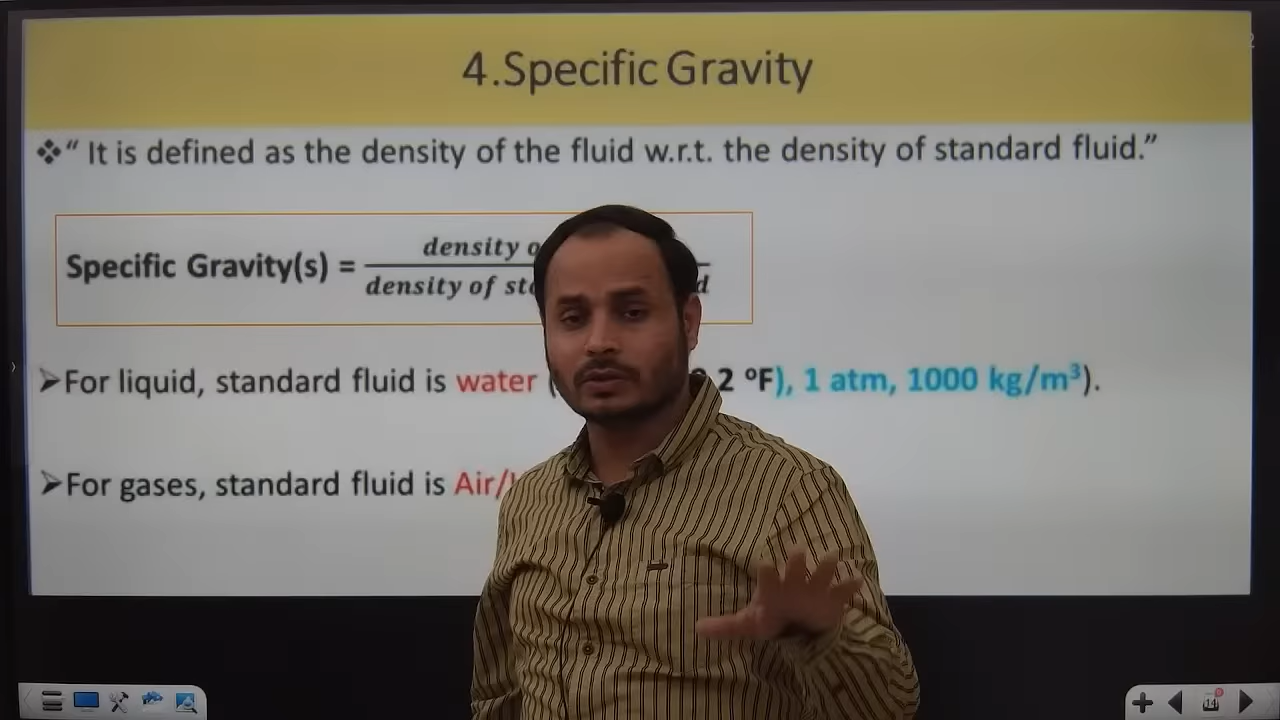 4.Specific Gravity
❖“ It is defined as the density of the fluid w.r.t. the density of standard fluid.”
Specific Gravity(s) =
density
density of
➢For liquid, standard fluid is water ( 2 ºF), 1 atm, 1000 kg/m³).
➢For gases, standard fluid is Air/
14